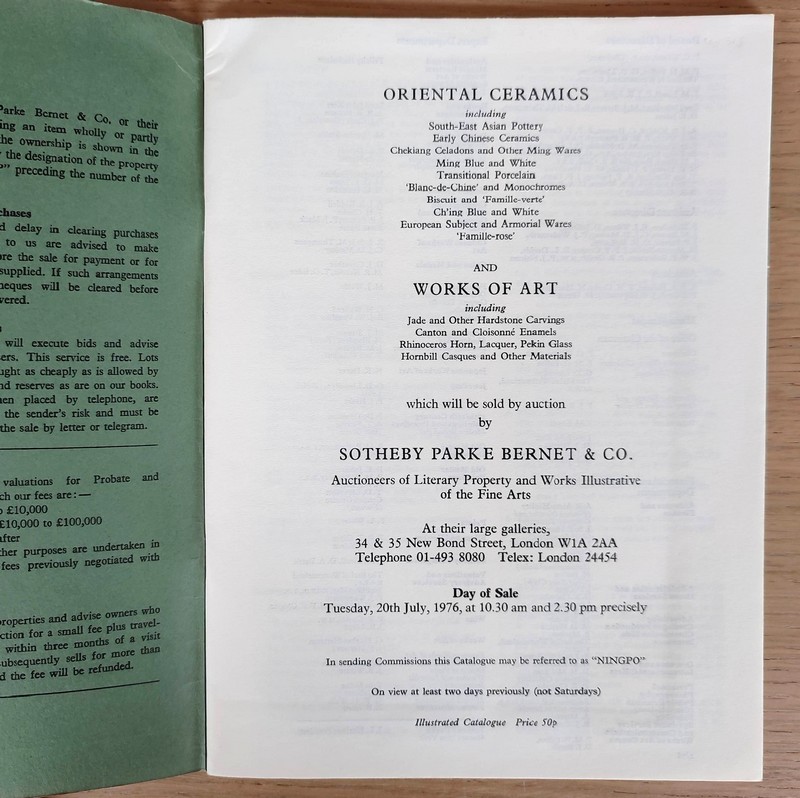 Parke Bernet & Co. or their
ing an item wholly or partly
he ownership is shown in the
the designation of the property
" preceding the number of the
chases
d delay in clearing purchases
to us are advised to make
re the sale for payment or for
supplied. If such arrangements
heques will be cleared before
vered.
will execute bids and advise
ers. This service is free. Lots
ught as cheaply as is allowed by
nd reserves as are on our books.
hen placed by telephone, are
the sender's risk and must be
the sale by letter or telegram.
valuations for Probate and
ch our fees are:—
£10,000
£10,000 to £100,000
after
her purposes are undertaken in
fees previously negotiated with
properties and advise owners who
ction for a small fee plus travel-
within three months of a visit
ubsequently sells for more than
d the fee will be refunded.
ORIENTAL CERAMICS
including
South-East Asian Pottery
Early Chinese Ceramics
Chekiang Celadons and Other Ming Wares
Ming Blue and White
Transitional Porcelain
'Blanc-de-Chine' and Monochromes
Biscuit and 'Famille-verte'
Ch'ing Blue and White
European Subject and Armorial Wares
'Famille-rose'
AND
WORKS OF ART
including
Jade and Other Hardstone Carvings
Canton and Cloisonné Enamels
Rhinoceros Horn, Lacquer, Pekin Glass
Hornbill Casques and Other Materials
which will be sold by auction
by
SOTHEBY PARKE BERNET & CO.
Auctioneers of Literary Property and Works Illustrative
of the Fine Arts
At their large galleries,
34 & 35 New Bond Street, London W1A 2AA
Telephone 01-493 8080 Telex: London 24454
Day of Sale
Tuesday, 20th July, 1976, at 10.30 am and 2.30 pm precisely
In sending Commissions this Catalogue may be referred to as "NINGPO"
On view at least two days previously (not Saturdays)
Illustrated Catalogue Price 50p